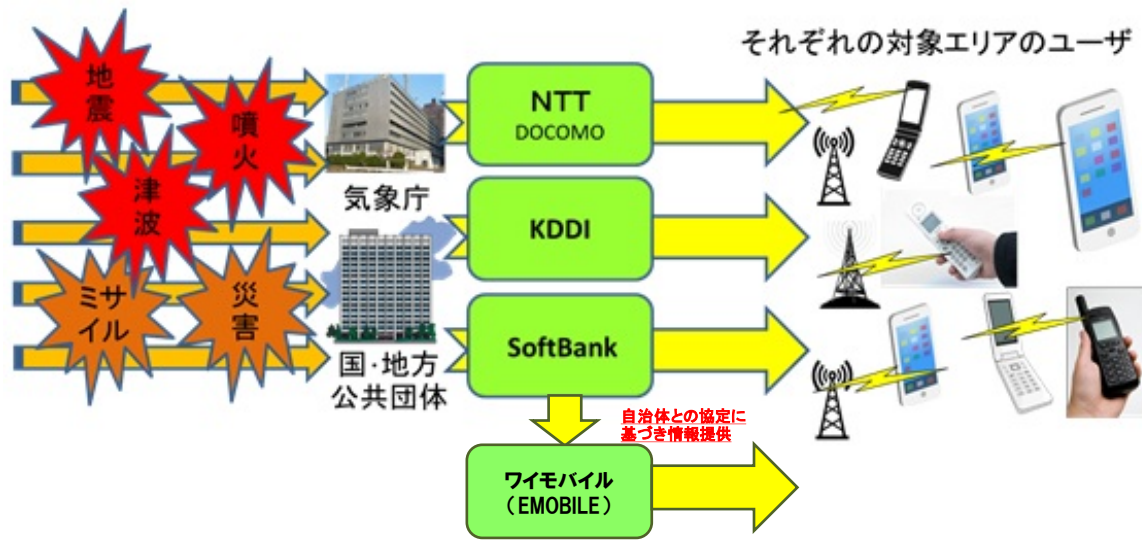 それぞれの対象エリアのユーザ
地
震
噴
火
津
波
ミサ
イル
災
害
気象庁
国・地方
公共団体
NTT
DOCOMO
KDDI
SoftBank
自治体との協定に
基づき情報提供
ワイモバイル
（EMOBILE）